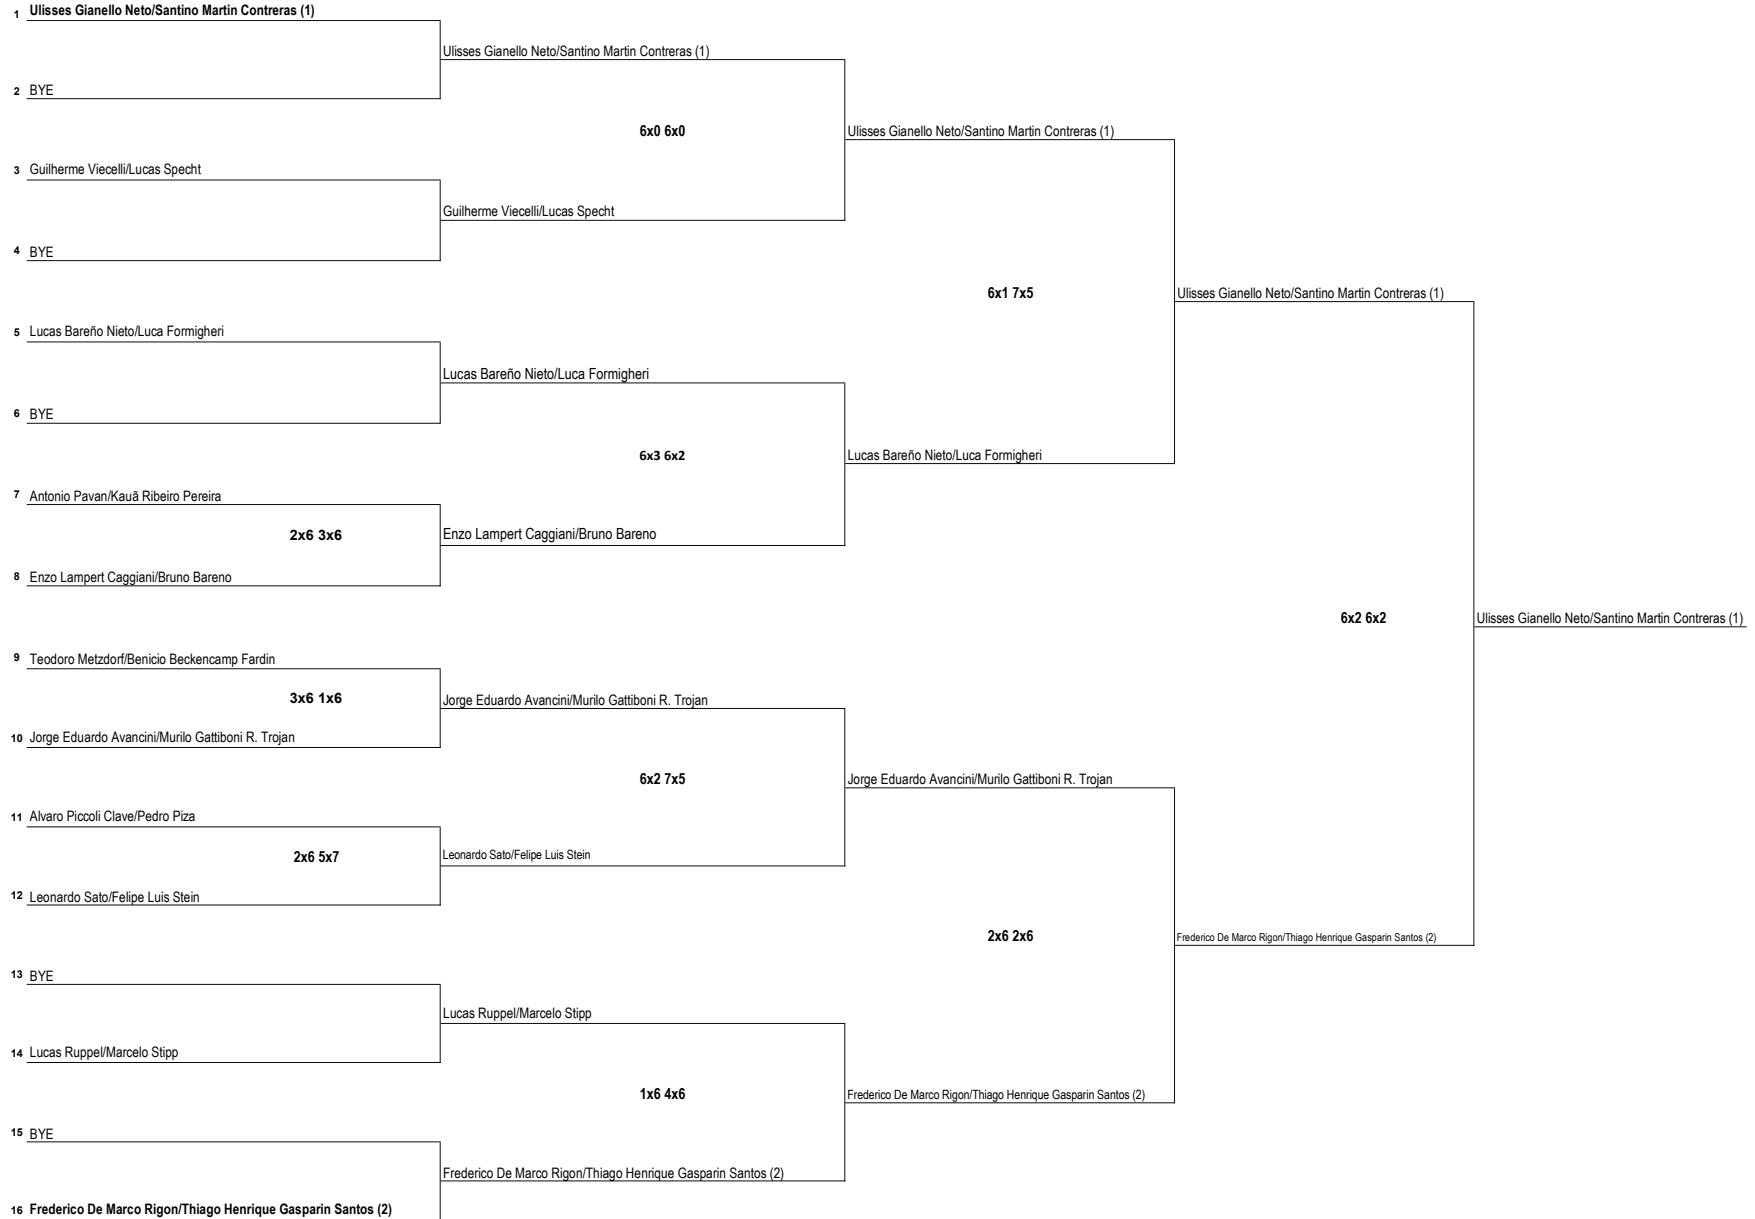 1 Ulisses Gianello Neto/Santino Martin Contreras (1)
Ulisses Gianello Neto/Santino Martin Contreras (1)
2 BYE
6x0 6x0
Ulisses Gianello Neto/Santino Martin Contreras (1)
3 Guilherme Viecelli/Lucas Specht
Guilherme Viecelli/Lucas Specht
4 BYE
6x1 7x5
Ulisses Gianello Neto/Santino Martin Contreras (1)
5 Lucas Bareño Nieto/Luca Formigheri
Lucas Bareño Nieto/Luca Formigheri
6 BYE
6x3 6x2
Lucas Bareño Nieto/Luca Formigheri
7 Antonio Pavan/Kauã Ribeiro Pereira
2x6 3x6
Enzo Lampert Caggiani/Bruno Bareno
8 Enzo Lampert Caggiani/Bruno Bareno
6x2 6x2
Ulisses Gianello Neto/Santino Martin Contreras (1)
9 Teodoro Metzdorf/Benicio Beckencamp Fardin
3x6 1x6
Jorge Eduardo Avancini/Murilo Gattiboni R. Trojan
10 Jorge Eduardo Avancini/Murilo Gattiboni R. Trojan
6x2 7x5
Jorge Eduardo Avancini/Murilo Gattiboni R. Trojan
11 Alvaro Piccoli Clave/Pedro Piza
2x6 5x7
Leonardo Sato/Felipe Luis Stein
12 Leonardo Sato/Felipe Luis Stein
2x6 2x6
Frederico De Marco Rigon/Thiago Henrique Gasparin Santos (2)
13 BYE
Lucas Ruppel/Marcelo Stipp
14 Lucas Ruppel/Marcelo Stipp
1x6 4x6
Frederico De Marco Rigon/Thiago Henrique Gasparin Santos (2)
15 BYE
Frederico De Marco Rigon/Thiago Henrique Gasparin Santos (2)
16 Frederico De Marco Rigon/Thiago Henrique Gasparin Santos (2)